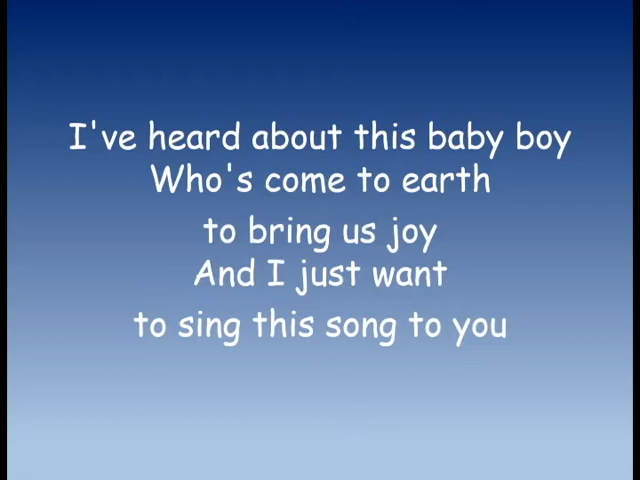 I've heard about this baby boy
Who's come to earth
to bring us joy
And I just want
to sing this song to you